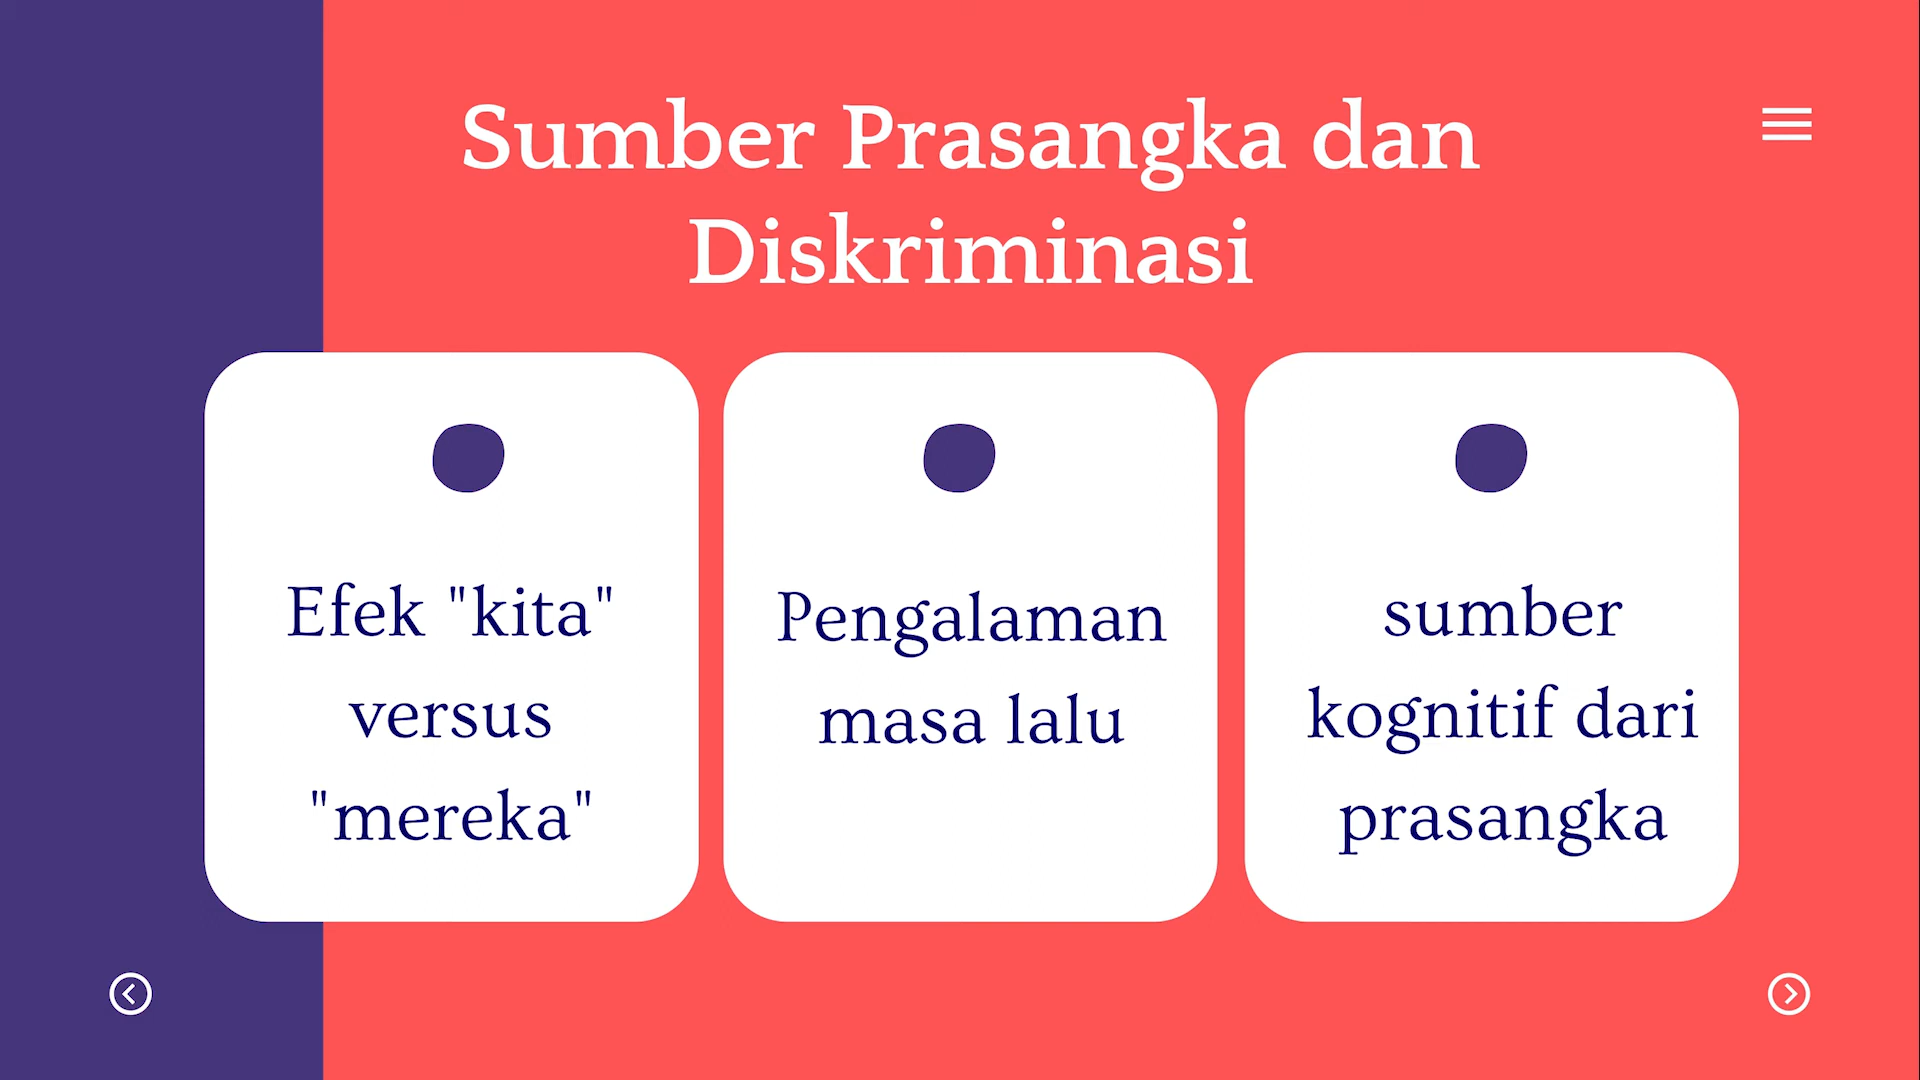 Sumber Prasangka dan
Diskriminasi
Efek "kita"
versus
"mereka"
Pengalaman
masa lalu
sumber
kognitif dari
prasangka